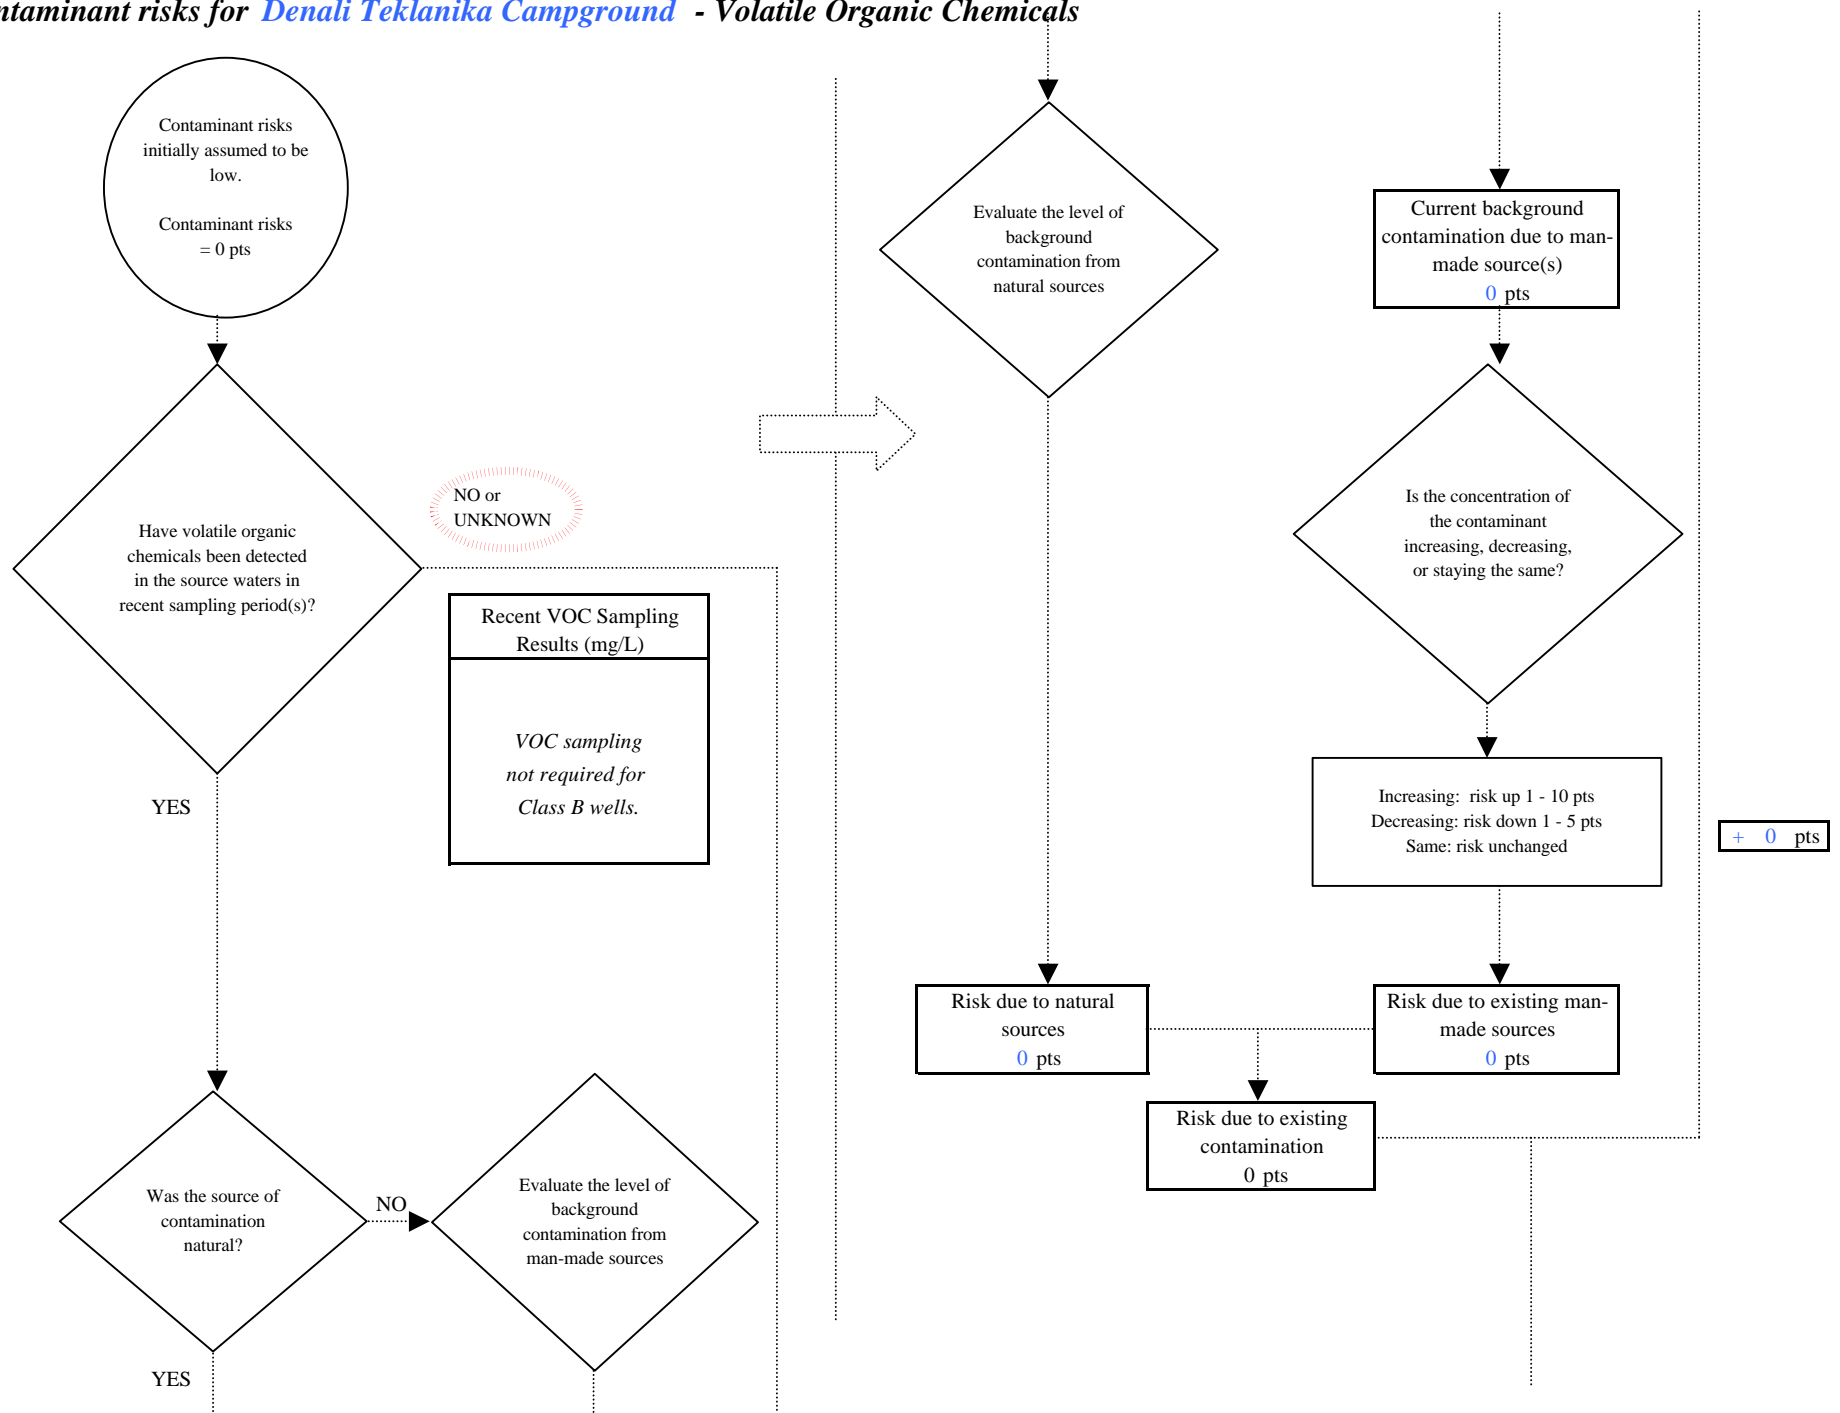 ntaminant risks for Denali Teklanika Campground - Volatile Organic Chemicals
Contaminant risks
initially assumed to be
low.
Contaminant risks
= 0 pts
Have volatile organic
chemicals been detected
in the source waters in
recent sampling period(s)?
NO or
UNKNOWN
Recent VOC Sampling
Results (mg/L)
VOC sampling
not required for
Class B wells.
YES
Was the source of
contamination
natural?
NO
Evaluate the level of
background
contamination from
man-made sources
YES
Evaluate the level of
background
contamination from
natural sources
Risk due to natural
sources
0 pts
Current background
contamination due to man-
made source(s)
0 pts
Is the concentration of
the contaminant
increasing, decreasing,
or staying the same?
Increasing: risk up 1 - 10 pts
Decreasing: risk down 1 - 5 pts
Same: risk unchanged
+ 0 pts
Risk due to existing man-
made sources
0 pts
Risk due to existing
contamination
0 pts